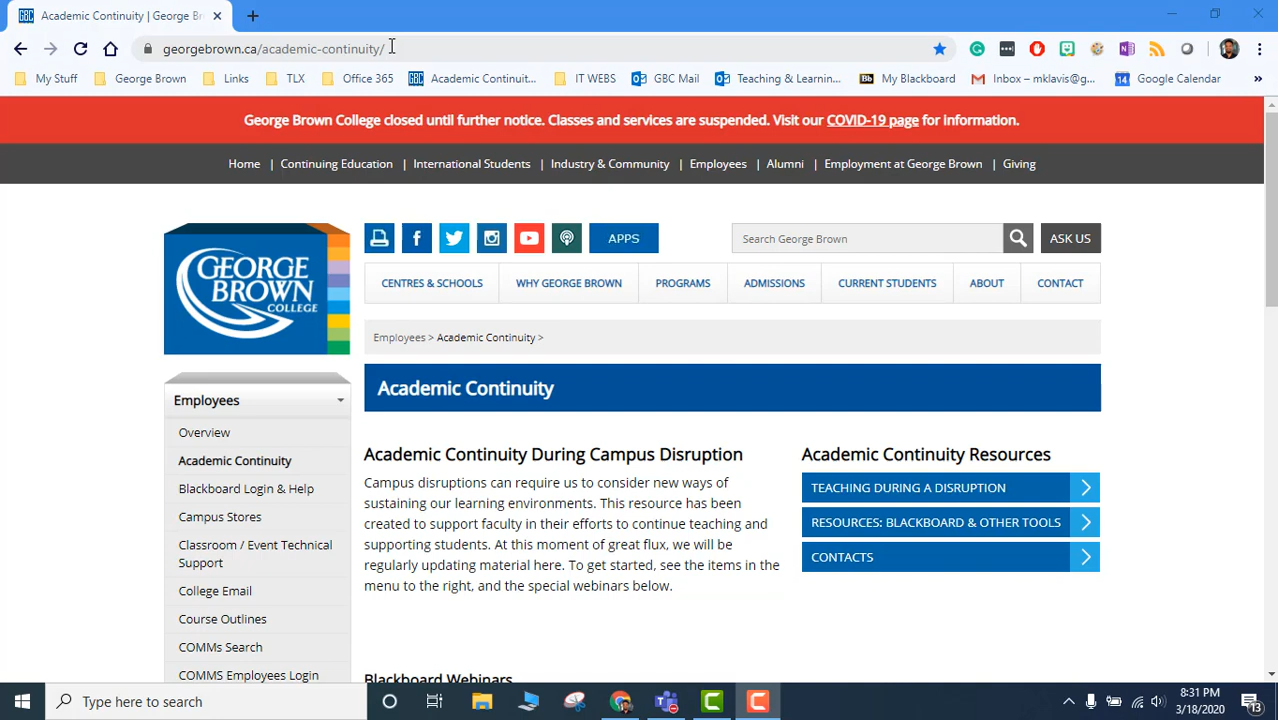 GBC Academic Continuity | George Br
georgebrown.ca/academic-continuity/
My Stuff George Brown Links TLX Office 365 GBC Academic Continuit... IT WEBS GBC Mail Teaching & Learnin... Bb My Blackboard Inbox – mklavis@g... 14 Google Calendar »
George Brown College closed until further notice. Classes and services are suspended. Visit our COVID-19 page for information.
Home | Continuing Education | International Students | Industry & Community | Employees | Alumni | Employment at George Brown | Giving
GEORGE BROWN COLLEGE
APPS
Search George Brown
ASK US
CENTRES & SCHOOLS WHY GEORGE BROWN PROGRAMS ADMISSIONS CURRENT STUDENTS ABOUT CONTACT
Employees > Academic Continuity >
Academic Continuity
Employees
Overview
Academic Continuity
Blackboard Login & Help
Campus Stores
Classroom / Event Technical
Support
College Email
Course Outlines
COMMs Search
COMMS Employees Login
Academic Continuity During Campus Disruption
Campus disruptions can require us to consider new ways of
sustaining our learning environments. This resource has been
created to support faculty in their efforts to continue teaching and
supporting students. At this moment of great flux, we will be
regularly updating material here. To get started, see the items in the
menu to the right, and the special webinars below.
Blackboard Webinars
Academic Continuity Resources
TEACHING DURING A DISRUPTION
RESOURCES: BLACKBOARD & OTHER TOOLS
CONTACTS
Type here to search
8:31 PM
3/18/2020
13